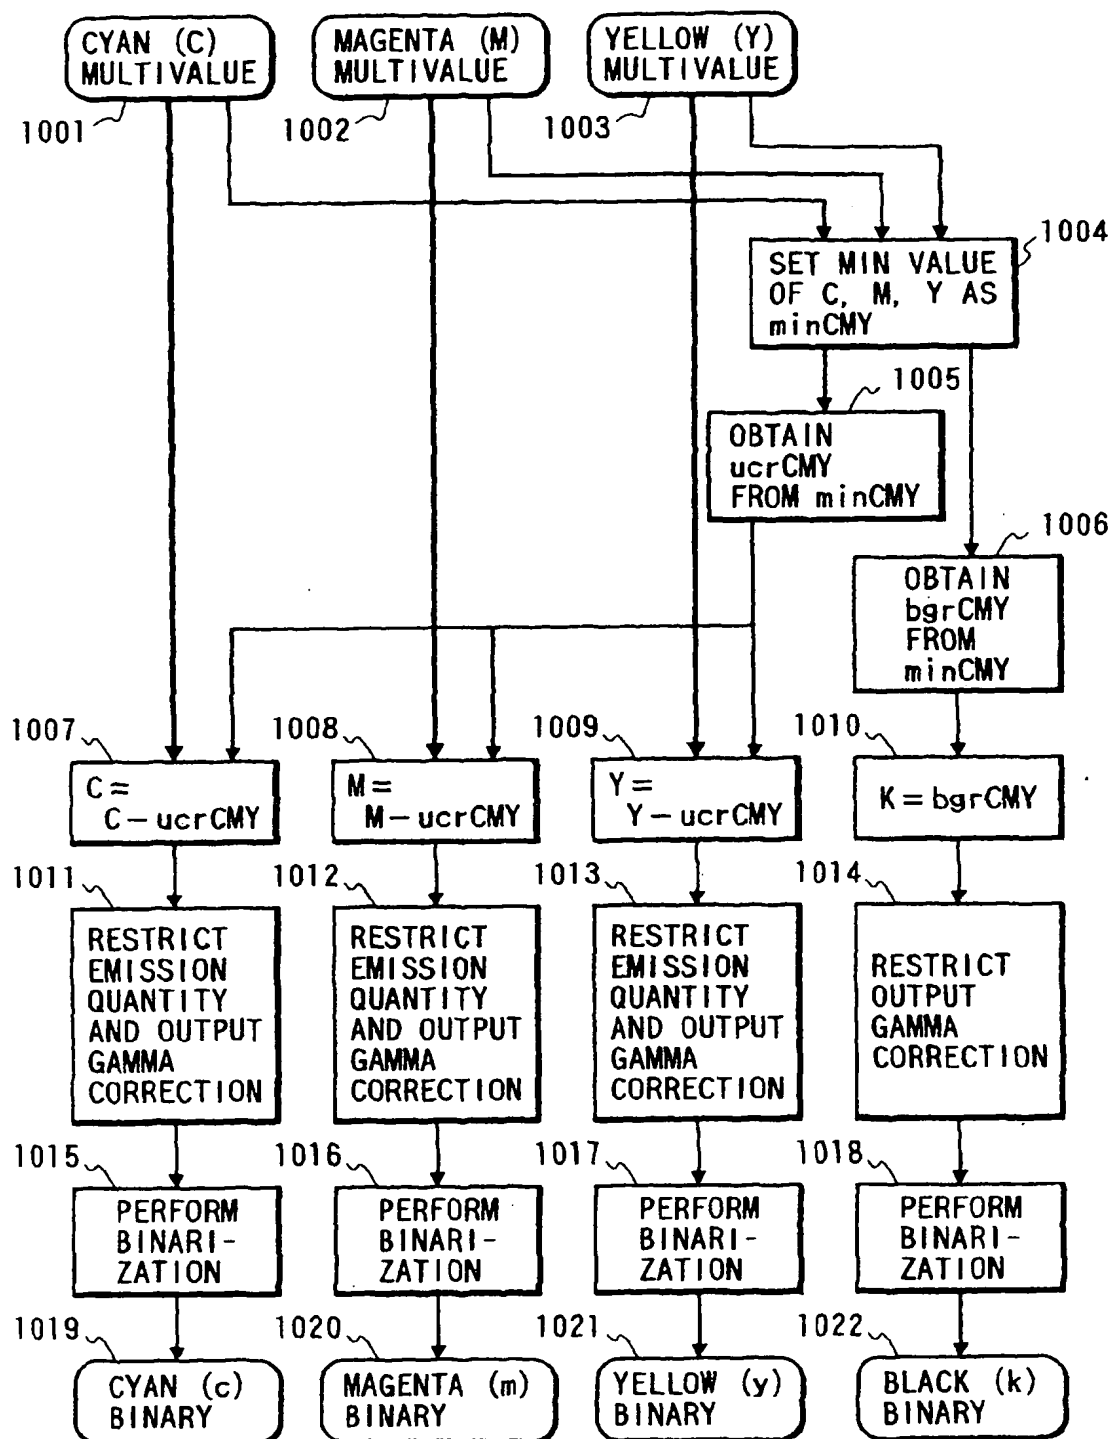 CYAN (C)
MULTIVALUE
MAGENTA (M)
MULTIVALUE
YELLOW (Y)
MULTIVALUE
1001
1002
1003
1004
SET MIN VALUE
OF C, M, Y AS
minCMY
1005
OBTAIN
ucrCMY
FROM minCMY
1006
OBTAIN
bgrCMY
FROM
minCMY
1007
C=
C-ucrCMY
1008
M=
M-ucrCMY
1009
Y=
Y-ucrCMY
1010
K=bgrCMY
1011
RESTRICT
EMISSION
QUANTITY
AND OUTPUT
GAMMA
CORRECTION
1012
RESTRICT
EMISSION
QUANTITY
AND OUTPUT
GAMMA
CORRECTION
1013
RESTRICT
EMISSION
QUANTITY
AND OUTPUT
GAMMA
CORRECTION
1014
RESTRICT
OUTPUT
GAMMA
CORRECTION
1015
PERFORM
BINARI-
ZATION
1016
PERFORM
BINARI-
ZATION
1017
PERFORM
BINARI-
ZATION
1018
PERFORM
BINARI-
ZATION
1019
CYAN (c)
BINARY
1020
MAGENTA (m)
BINARY
1021
YELLOW (y)
BINARY
1022
BLACK (k)
BINARY